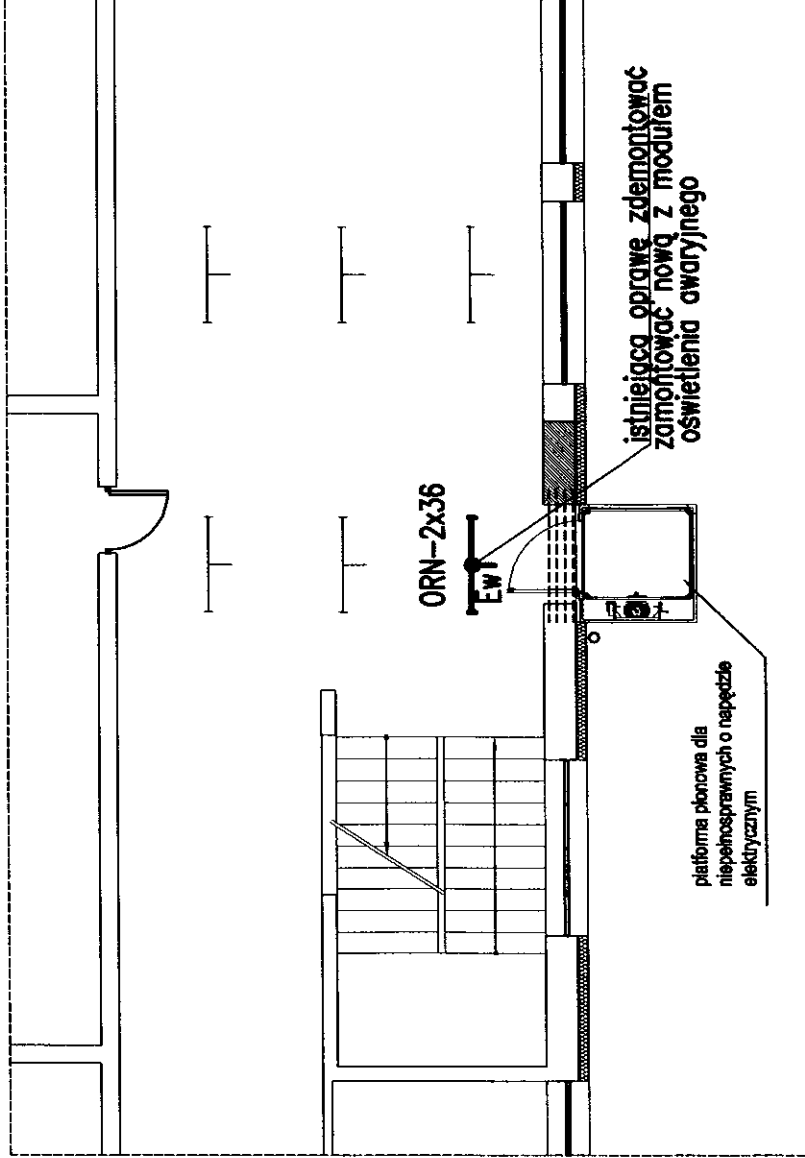 ORN-2x36
Ew1
istniejącą oprawę zdemontować
zamontować nową z modułem
oświetlenia awaryjnego
platforma pionowa dla
niepełnosprawnych o napędzie
elektrycznym